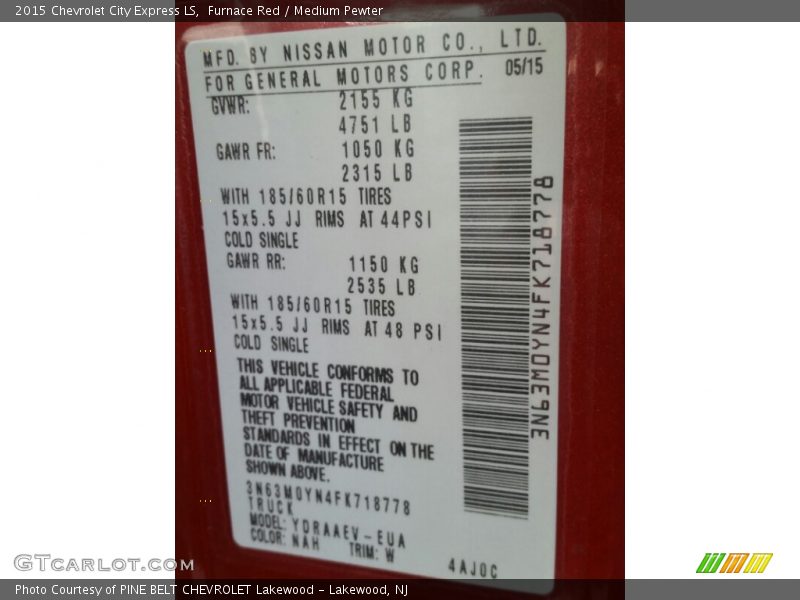 2015 Chevrolet City Express LS, Furnace Red / Medium Pewter
MFD. BY NISSAN MOTOR CO., LTD.
FOR GENERAL MOTORS CORP. 05/15
GVWR: 2155 KG
4751 LB
GAWR FR: 1050 KG
2315 LB
WITH 185/60R15 TIRES
15x5.5 JJ RIMS AT 44PSI
COLD SINGLE
GAWR RR: 1150 KG
2535 LB
WITH 185/60R15 TIRES
15x5.5 JJ RIMS AT 48 PSI
COLD SINGLE
THIS VEHICLE CONFORMS TO
ALL APPLICABLE FEDERAL
MOTOR VEHICLE SAFETY AND
THEFT PREVENTION
STANDARDS IN EFFECT ON THE
DATE OF MANUFACTURE
SHOWN ABOVE.
3N63M0YN4FK718778
TRUCK
MODEL: YDRAAEV-EUA
COLOR: NAH TRIM: W
4AJ0C
3N63M0YN4FK718778
GTCarLot.com
Photo Courtesy of PINE BELT CHEVROLET Lakewood - Lakewood, NJ